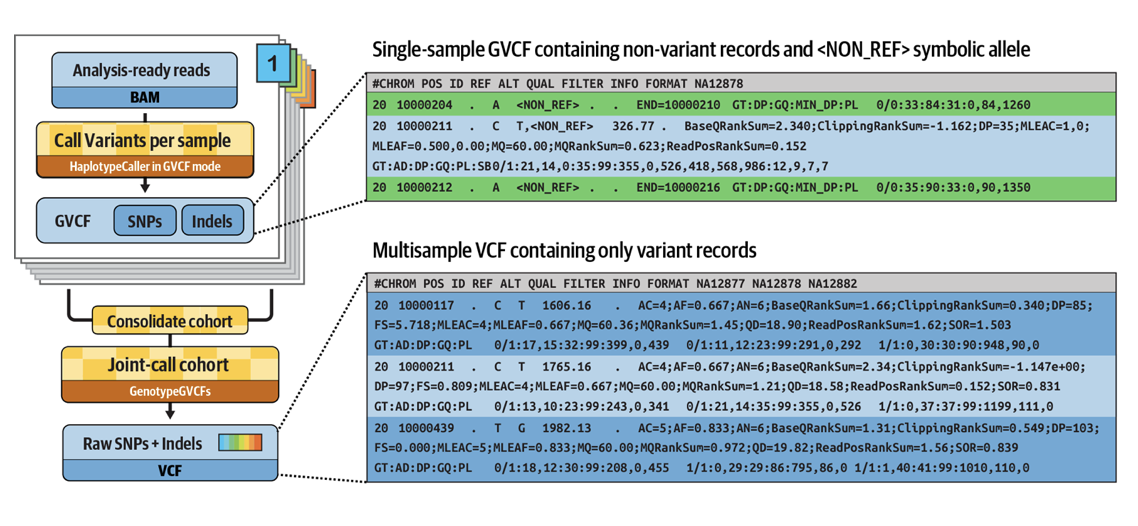 Analysis-ready reads
BAM
1
Call Variants per sample
HaplotypeCaller in GVCF mode
GVCF
SNPs
Indels
Consolidate cohort
Joint-call cohort
GenotypeGVCFs
Raw SNPs + Indels
VCF
Single-sample GVCF containing non-variant records and <NON_REF> symbolic allele
#CHROM POS ID REF ALT QUAL FILTER INFO FORMAT NA12878
20 10000204 . A <NON_REF> . . END=10000210 GT:DP:GQ:MIN_DP:PL 0/0:33:84:31:0,84,1260
20 10000211 . C T,<NON_REF> 326.77 . BaseQRankSum=2.340;ClippingRankSum=-1.162;DP=35;MLEAC=1,0;
MLEAF=0.500,0.00;MQ=60.00;MQRankSum=0.623;ReadPosRankSum=0.152
GT:AD:DP:GQ:PL:SB0/1:21,14,0:35:99:355,0,526,418,568,986:12,9,7,7
20 10000212 . A <NON_REF> . . END=10000216 GT:DP:GQ:MIN_DP:PL 0/0:35:90:33:0,90,1350
Multisample VCF containing only variant records
#CHROM POS ID REF ALT QUAL FILTER INFO FORMAT NA12877 NA12878 NA12882
20 10000117 . C T 1606.16 . AC=4;AF=0.667;AN=6;BaseQRankSum=1.66;ClippingRankSum=0.340;DP=85;
FS=5.718;MLEAC=4;MLEAF=0.667;MQ=60.36;MQRankSum=1.45;QD=18.90;ReadPosRankSum=1.62;SOR=1.503
GT:AD:DP:GQ:PL 0/1:17,15:32:99:399,0,439 0/1:11,12:23:99:291,0,292 1/1:0,30:30:90:948,90,0
20 10000211 . C T 1765.16 . AC=4;AF=0.667;AN=6;BaseQRankSum=2.34;ClippingRankSum=-1.147e+00;
DP=97;FS=0.809;MLEAC=4;MLEAF=0.667;MQ=60.00;MQRankSum=1.21;QD=18.58;ReadPosRankSum=0.152;SOR=0.831
GT:AD:DP:GQ:PL 0/1:13,10:23:99:243,0,341 0/1:21,14:35:99:355,0,526 1/1:0,37:37:99:1199,111,0
20 10000439 . T G 1982.13 . AC=5;AF=0.833;AN=6;BaseQRankSum=1.31;ClippingRankSum=0.549;DP=103;
FS=0.000;MLEAC=5;MLEAF=0.833;MQ=60.00;MQRankSum=0.972;QD=19.82;ReadPosRankSum=1.56;SOR=0.839
GT:AD:DP:GQ:PL 0/1:18,12:30:99:208,0,455 1/1:0,29:29:86:795,86,0 1/1:1,40:41:99:1010,110,0